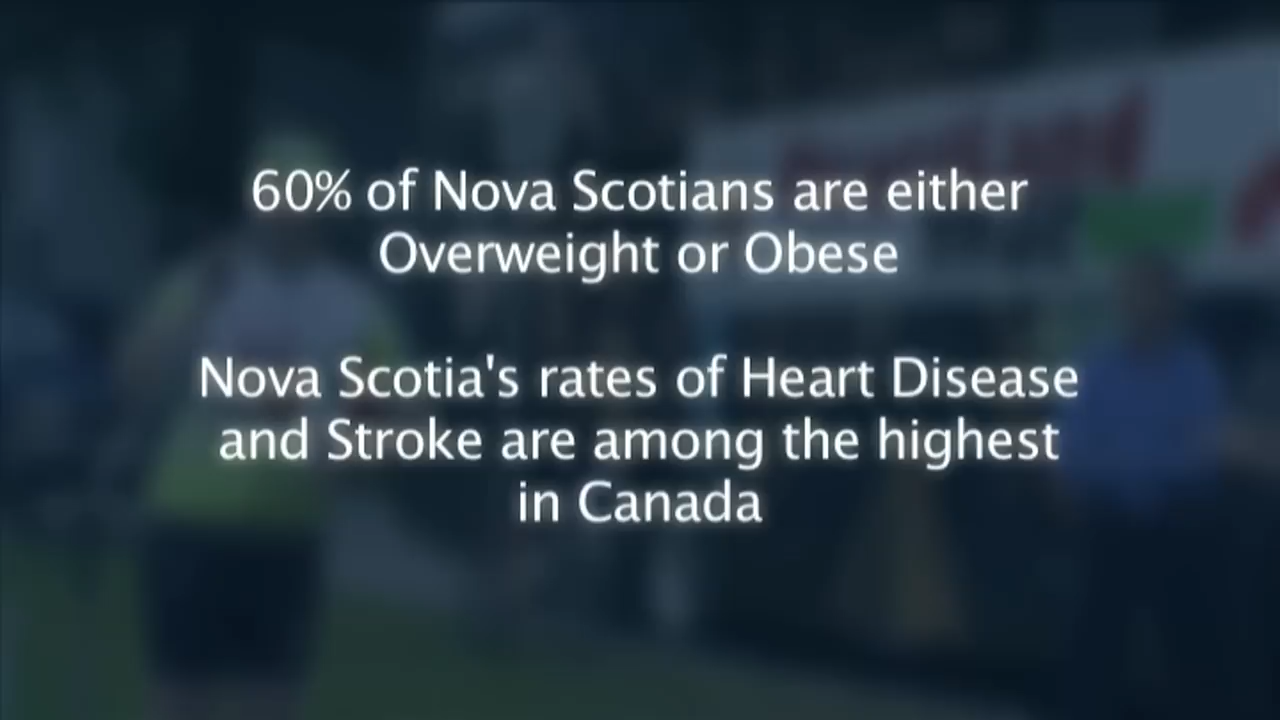 60% of Nova Scotians are either
Overweight or Obese
Nova Scotia's rates of Heart Disease
and Stroke are among the highest
in Canada